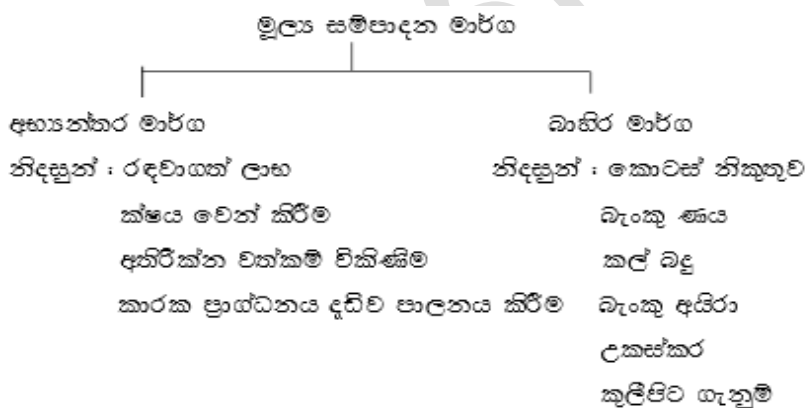 මූල්‍ය සම්පාදන මාර්ග
අභ්‍යන්තර මාර්ග
නිදසුන් : රඳවාගත් ලාභ
ක්ෂය වෙන් කිරීම
අතිරික්ත වත්කම් විකිණීම
කාරක ප්‍රාග්ධනය දැඩිව පාලනය කිරීම
බාහිර මාර්ග
නිදසුන් : කොටස් නිකුතුව
බැංකු ණය
කල් බදු
බැංකු අයිරා
උකස්කර
කුලීපිට ගැනුම්